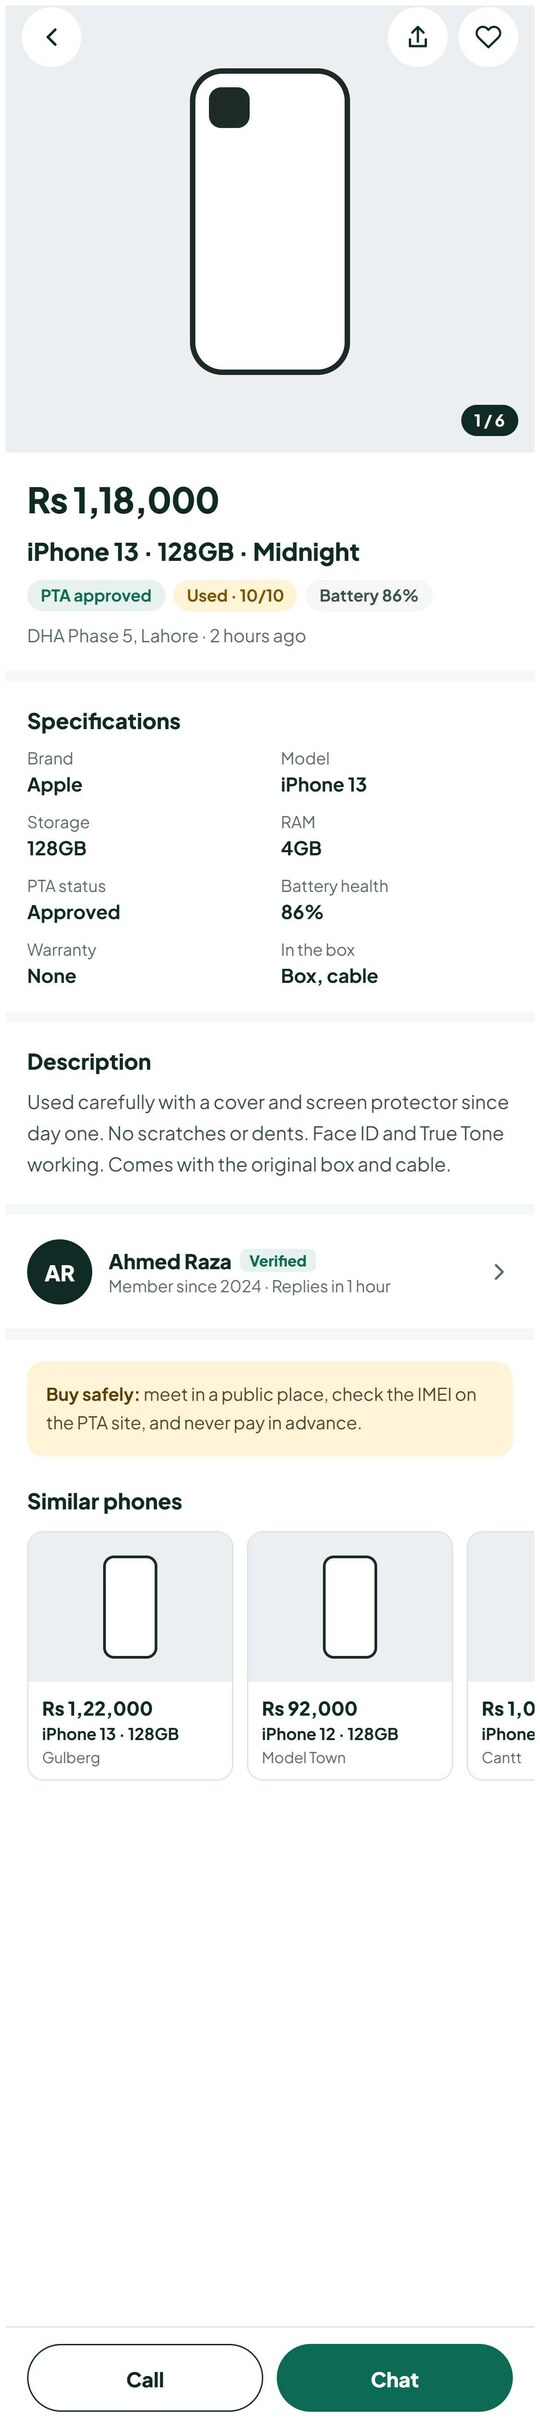 1 / 6
Rs 1,18,000
iPhone 13 · 128GB · Midnight
PTA approved Used · 10/10 Battery 86%
DHA Phase 5, Lahore · 2 hours ago
Specifications
Brand Model
Apple iPhone 13
Storage RAM
128GB 4GB
PTA status Battery health
Approved 86%
Warranty In the box
None Box, cable
Description
Used carefully with a cover and screen protector since
day one. No scratches or dents. Face ID and True Tone
working. Comes with the original box and cable.
AR
Ahmed Raza Verified
Member since 2024 · Replies in 1 hour
Buy safely: meet in a public place, check the IMEI on
the PTA site, and never pay in advance.
Similar phones
Rs 1,22,000 Rs 92,000 Rs 1,0
iPhone 13 · 128GB iPhone 12 · 128GB iPhone
Gulberg Model Town Cantt
Call Chat